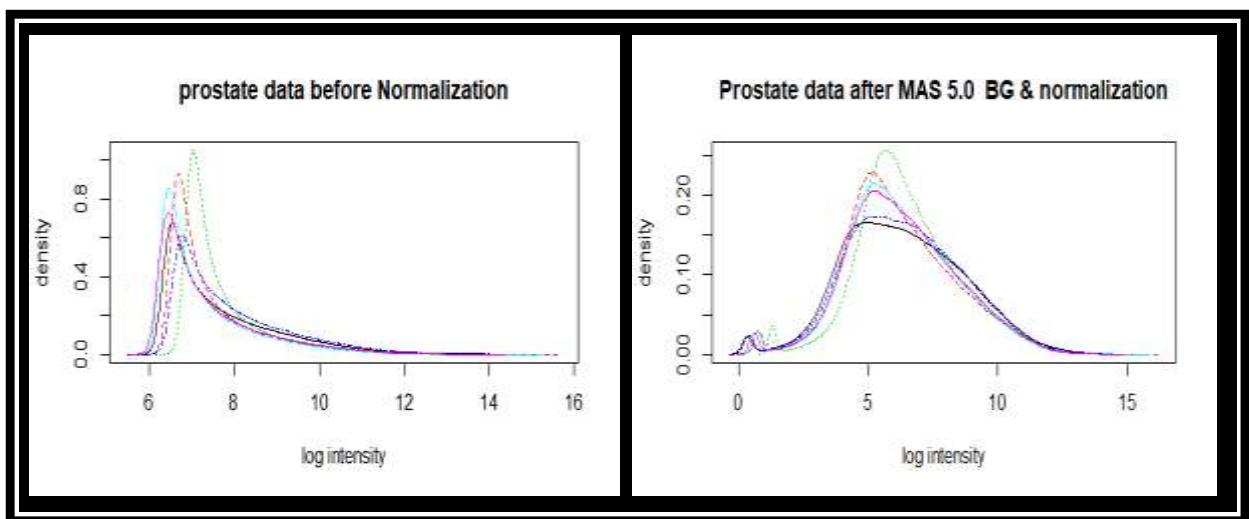 prostate data before Normalization
density
0.0 0.4 0.8
6 8 10 12 14 16
log intensity
Prostate data after MAS 5.0 BG & normalization
density
0.00 0.10 0.20
0 5 10 15
log intensity